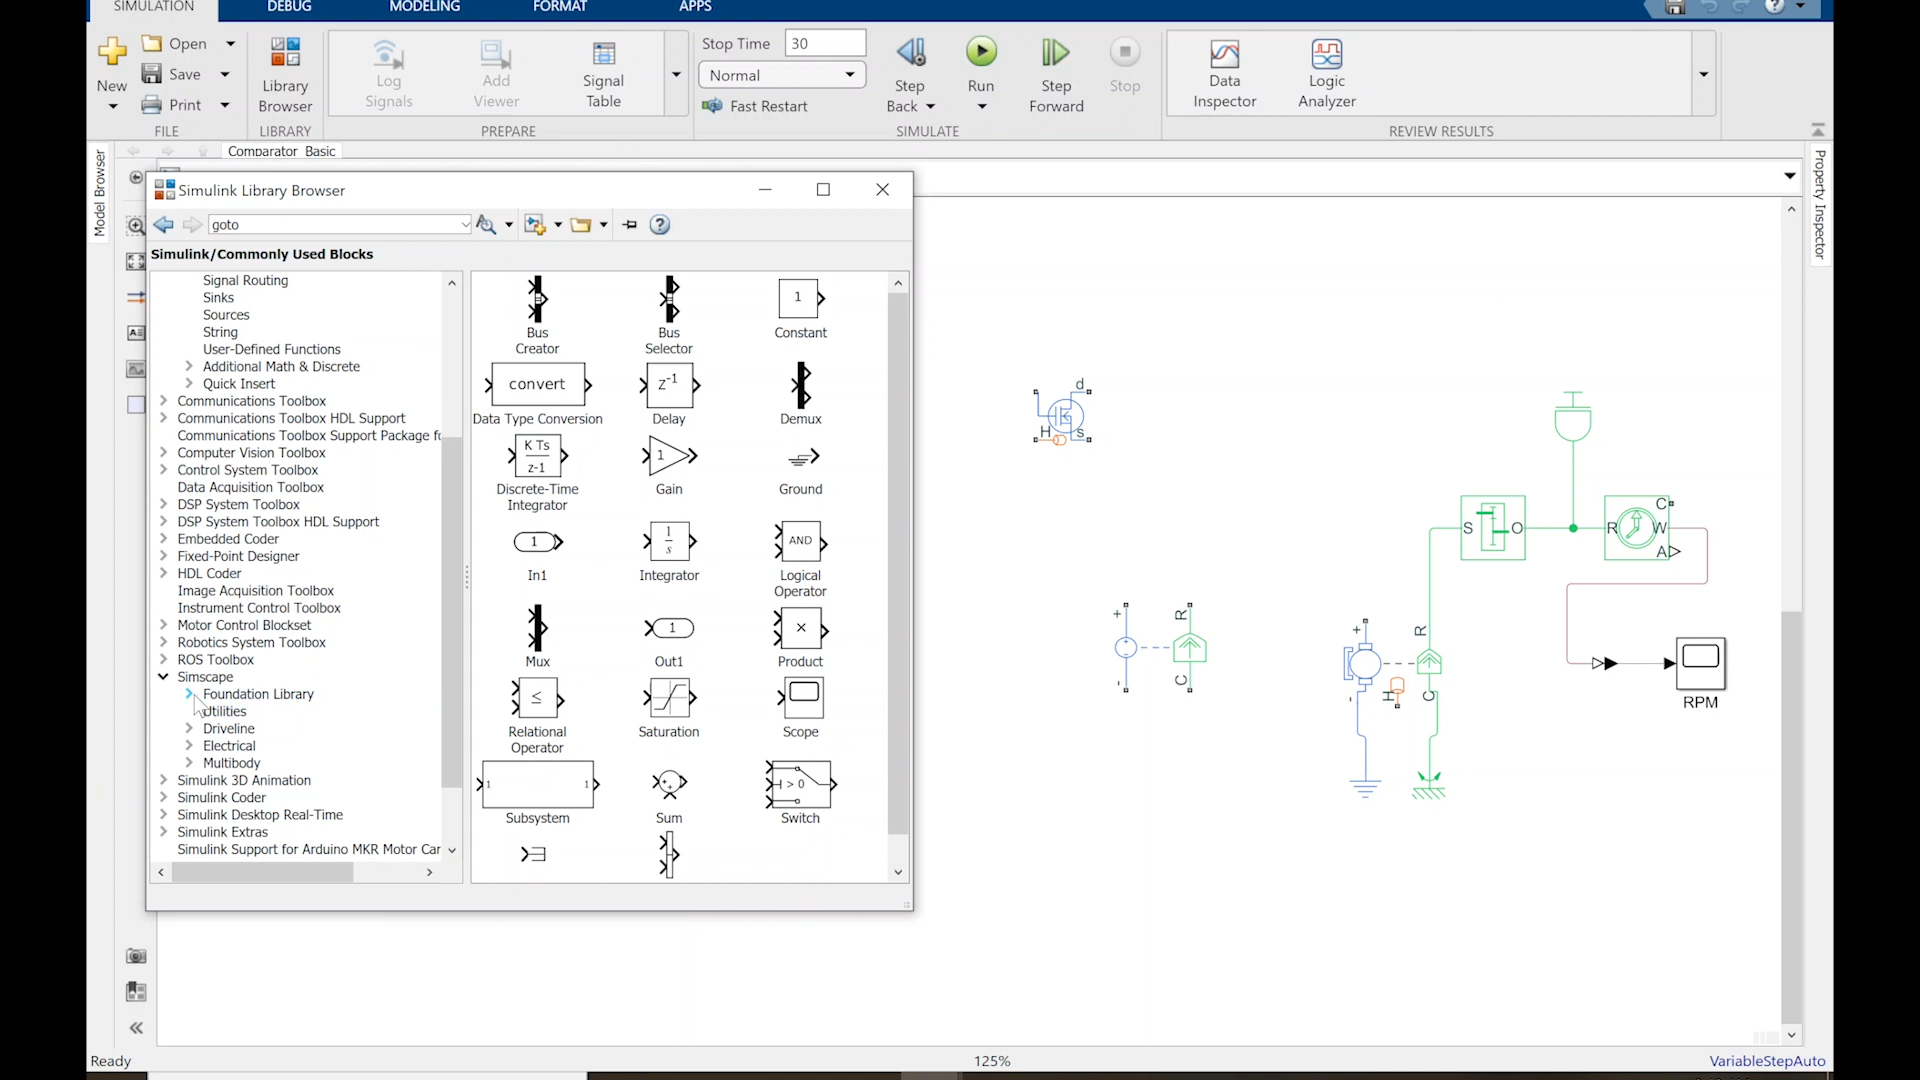 SIMULATION DEBUG MODELING FORMAT APPS
New
Open
Save
Print
FILE
Library
Browser
LIBRARY
Log
Signals
Add
Viewer
Signal
Table
PREPARE
Stop Time 30
Normal
Fast Restart
Step
Back
Run
Step
Forward
Stop
SIMULATE
Data
Inspector
Logic
Analyzer
REVIEW RESULTS
Model Browser
Comparator_Basic
Property Inspector
Simulink Library Browser
goto
Simulink/Commonly Used Blocks
Signal Routing
Sinks
Sources
String
User-Defined Functions
Additional Math & Discrete
Quick Insert
Communications Toolbox
Communications Toolbox HDL Support
Communications Toolbox Support Package fo
Computer Vision Toolbox
Control System Toolbox
Data Acquisition Toolbox
DSP System Toolbox
DSP System Toolbox HDL Support
Embedded Coder
Fixed-Point Designer
HDL Coder
Image Acquisition Toolbox
Instrument Control Toolbox
Motor Control Blockset
Robotics System Toolbox
ROS Toolbox
Simscape
Foundation Library
Utilities
Driveline
Electrical
Multibody
Simulink 3D Animation
Simulink Coder
Simulink Desktop Real-Time
Simulink Extras
Simulink Support for Arduino MKR Motor Car
Bus
Creator
Bus
Selector
1
Constant
convert
Data Type Conversion
z-1
Delay
Demux
K Ts
z-1
Discrete-Time
Integrator
1
Gain
Ground
1
In1
1
s
Integrator
AND
Logical
Operator
Mux
1
Out1
×
Product
≤
Relational
Operator
Saturation
Scope
1 1
Subsystem
+
+
Sum
> 0
Switch
d
H s
+ R
- C
+ R
- H C
S O
R C W A
RPM
Ready
125%
VariableStepAuto